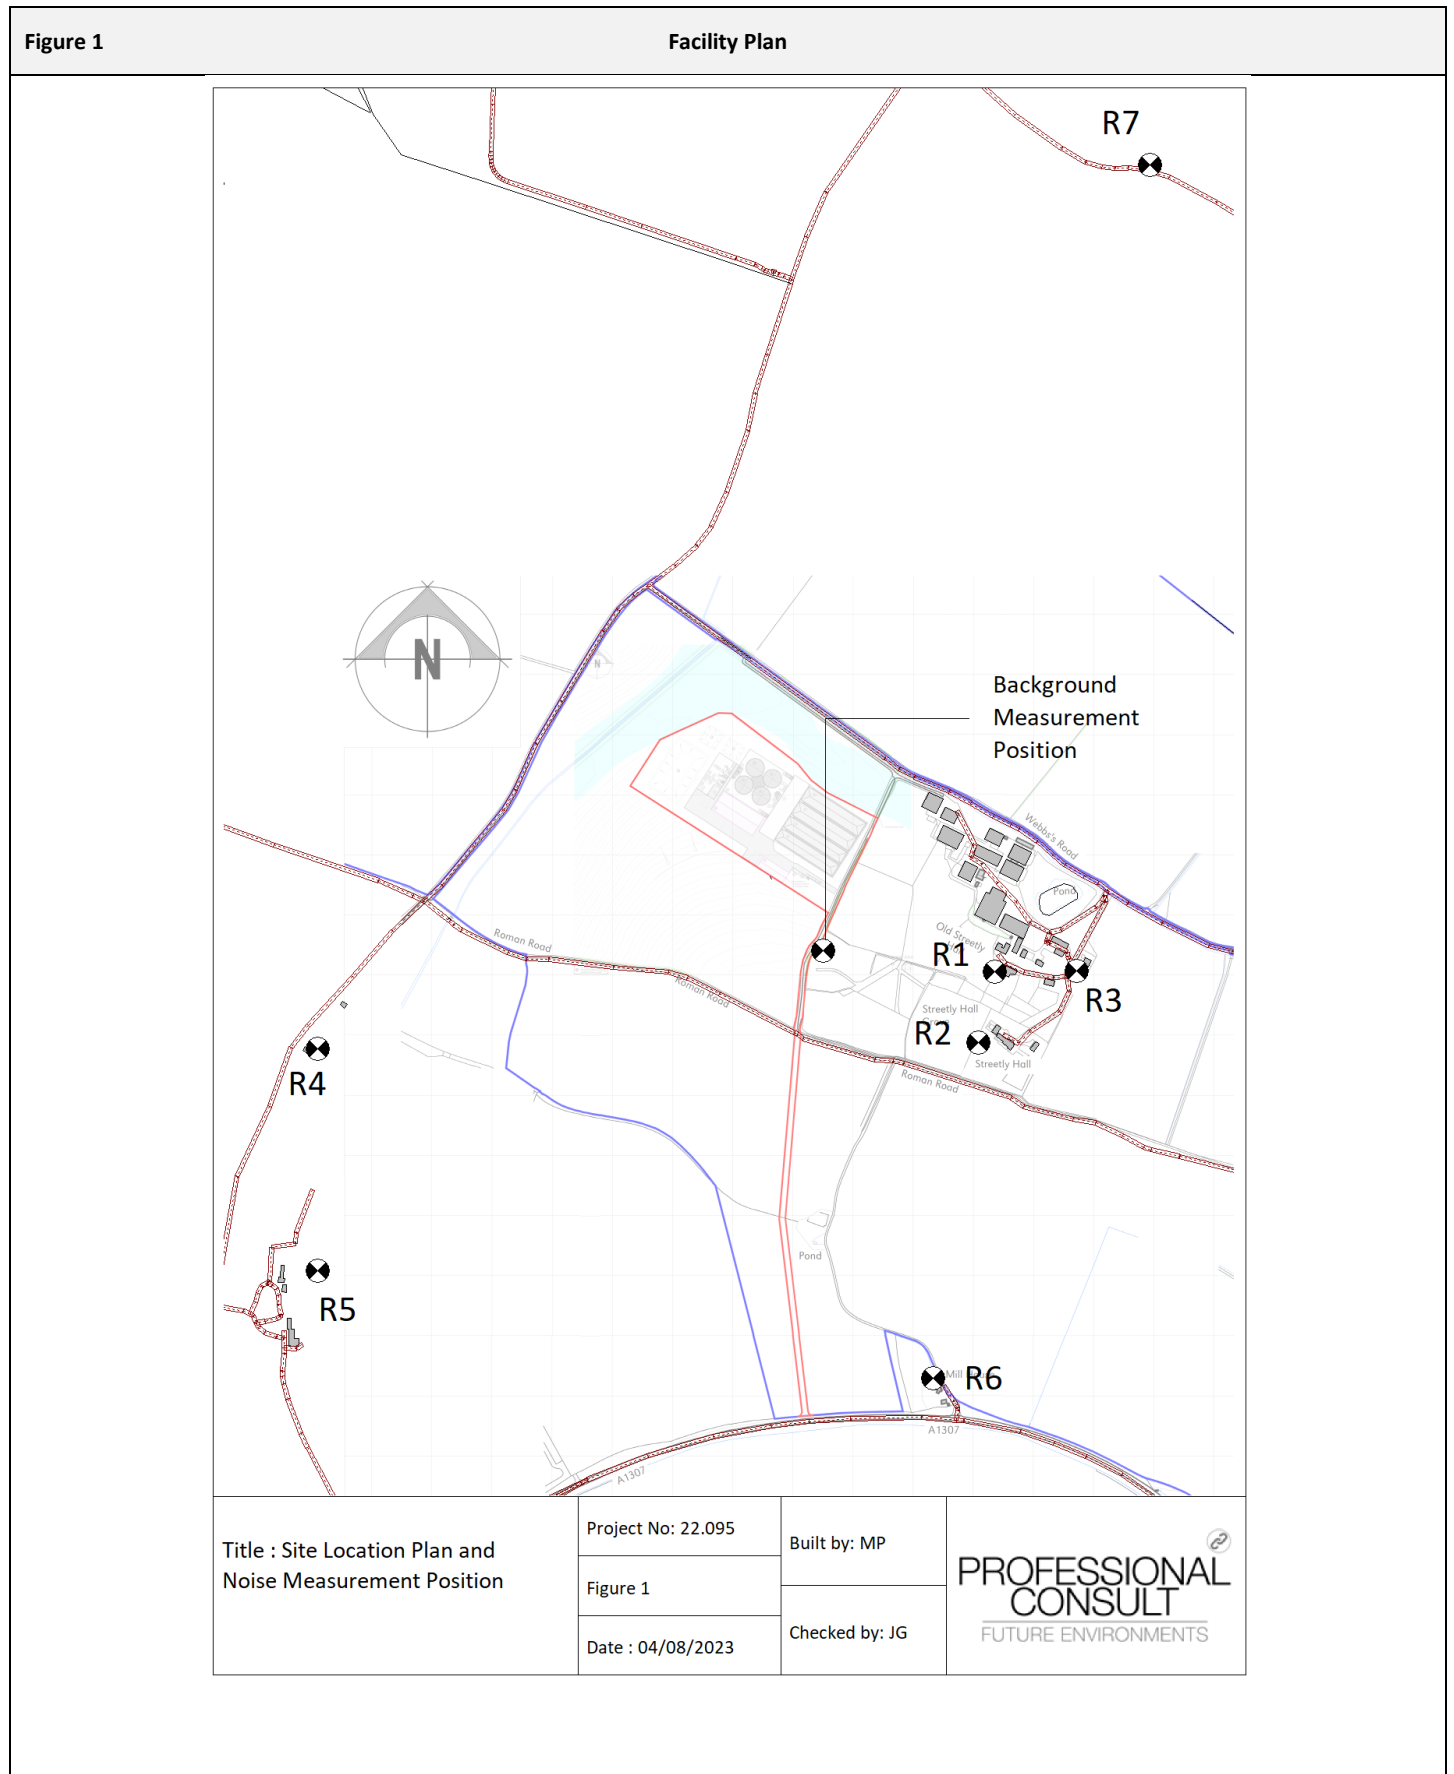 Figure 1
Facility Plan
R7
N
N
Background
Measurement
Position
Webbs's Road
Pond
Old Streetly
R1
R3
Roman Road
Roman Road
Streetly Hall
R2
Streetly Hall
Roman Road
R4
Pond
R5
Mill
R6
A1307
A1307
Title : Site Location Plan and
Noise Measurement Position
Project No: 22.095
Figure 1
Date : 04/08/2023
Built by: MP
Checked by: JG
PROFESSIONAL
CONSULT
FUTURE ENVIRONMENTS